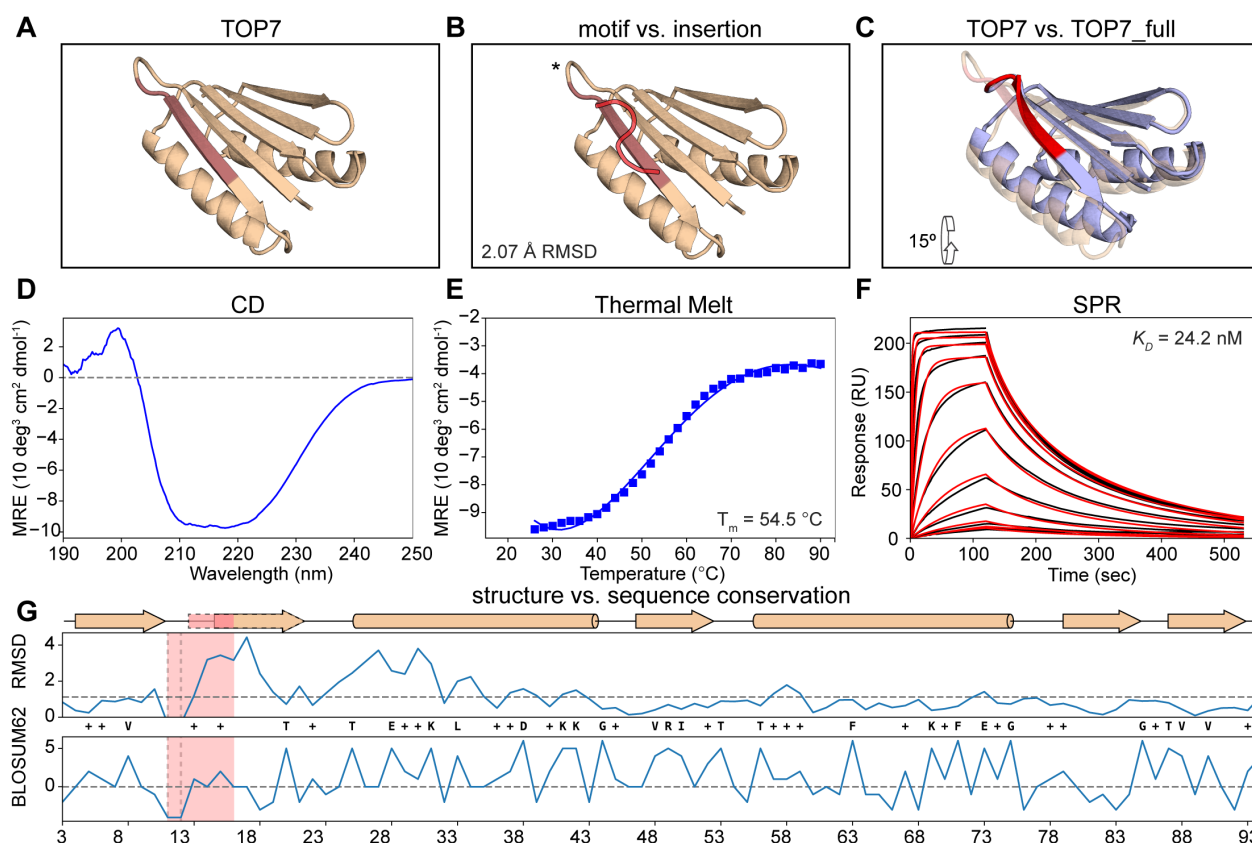 A TOP7
B motif vs. insertion
C TOP7 vs. TOP7_full
*
2.07 Å RMSD
15º
D CD
MRE (10 deg³ cm² dmol⁻¹)
2
0
−2
−4
−6
−8
−10
190 200 210 220 230 240 250
Wavelength (nm)
E Thermal Melt
MRE (10 deg³ cm² dmol⁻¹)
−2
−3
−4
−5
−6
−7
−8
−9
Tₘ = 54.5 °C
20 30 40 50 60 70 80 90
Temperature (°C)
F SPR
K_D = 24.2 nM
Response (RU)
200
150
100
50
0
0 100 200 300 400 500
Time (sec)
G structure vs. sequence conservation
RMSD
4
2
0
+ + V + + T + T E + + K L + + D + K K G + V R I + T T + + + F + K + F E + G + + G + T V V +
BLOSUM62
5
0
3 8 13 18 23 28 33 38 43 48 53 58 63 68 73 78 83 88 93